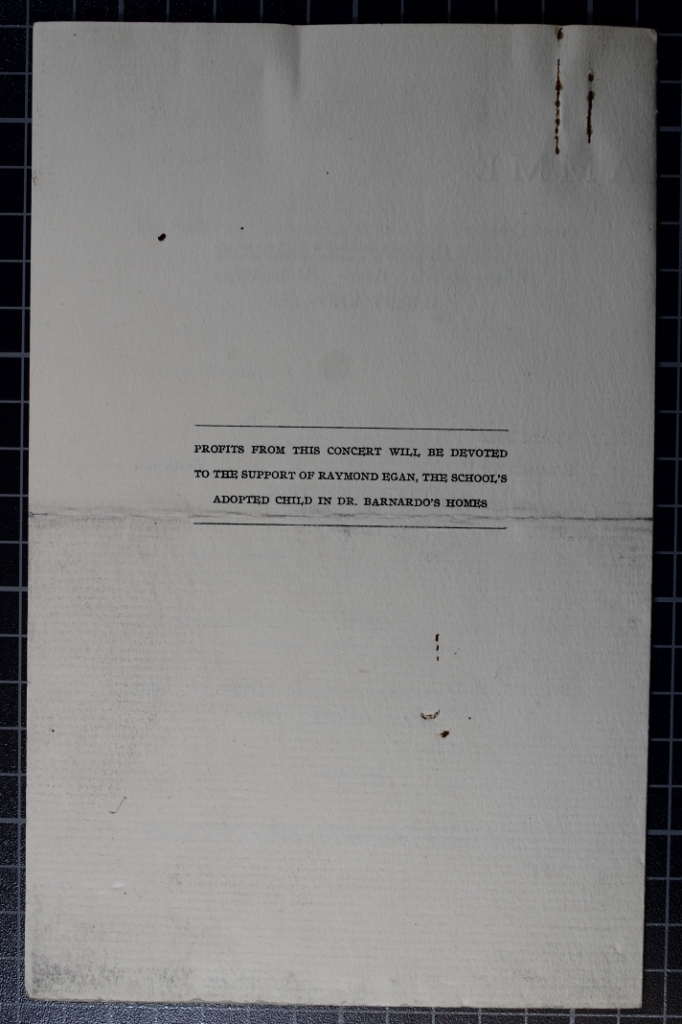 PROFITS FROM THIS CONCERT WILL BE DEVOTED
TO THE SUPPORT OF RAYMOND EGAN, THE SCHOOL'S
ADOPTED CHILD IN DR. BARNARDO'S HOMES